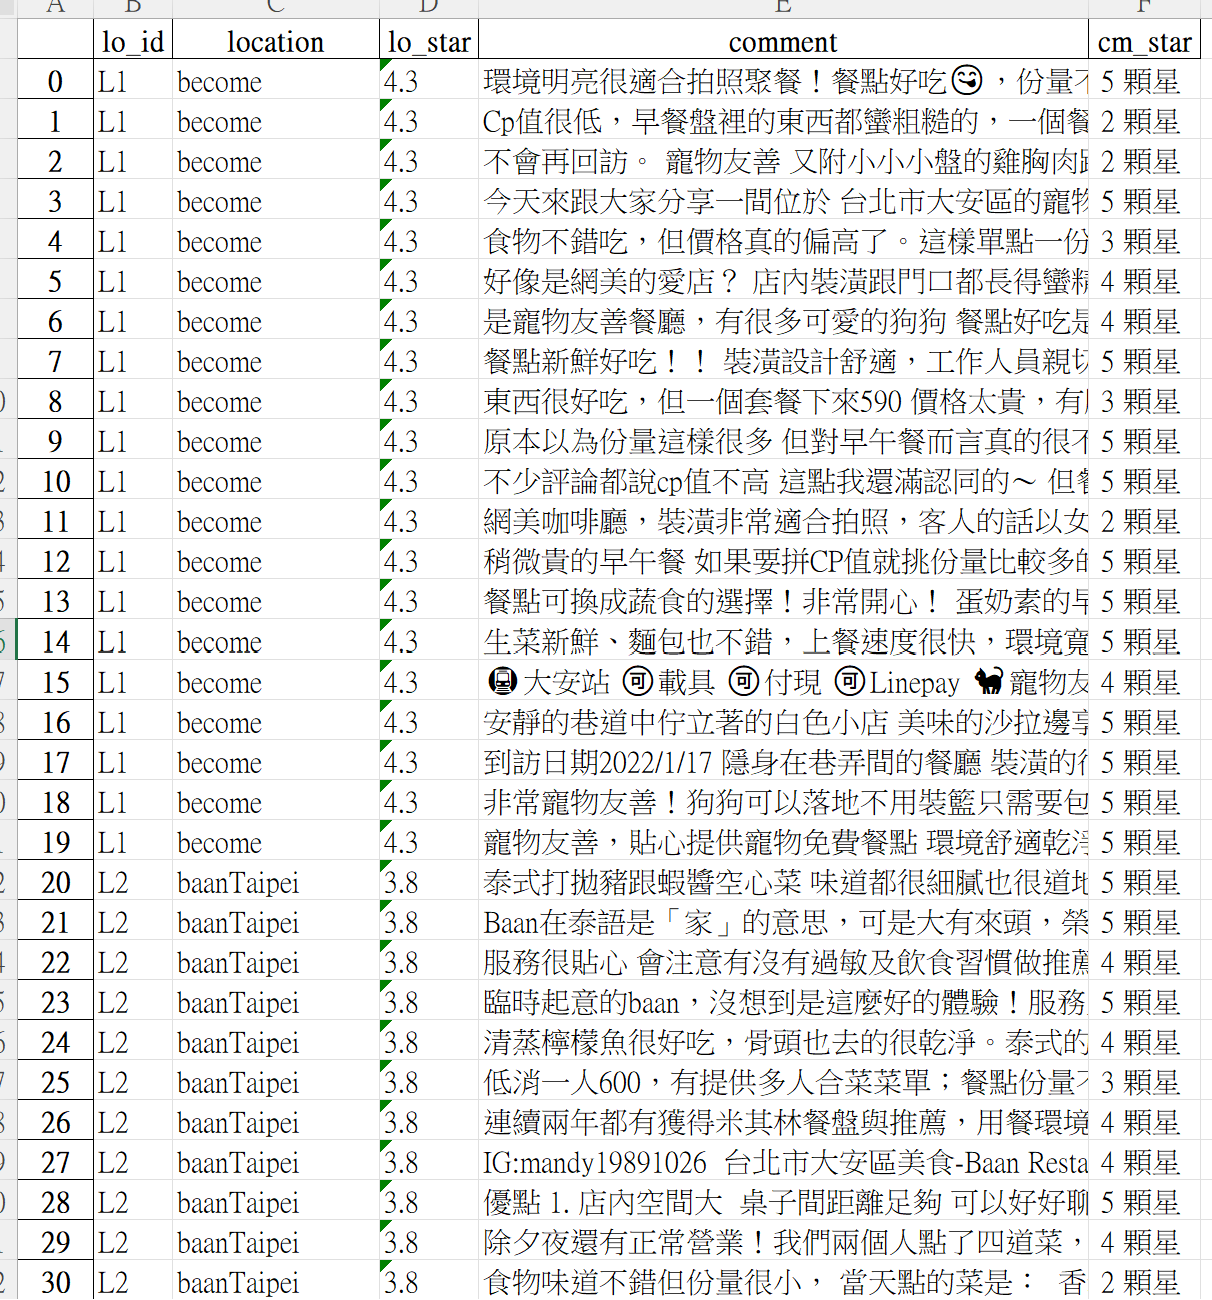 A B C D E F
lo_id location lo_star comment cm_star
0 L1 become 4.3 環境明亮很適合拍照聚餐！餐點好吃😋，份量不 5 顆星
1 L1 become 4.3 Cp值很低，早餐盤裡的東西都蠻粗糙的，一個餐 2 顆星
2 L1 become 4.3 不會再回訪。 寵物友善 又附小小小盤的雞胸肉跟 2 顆星
3 L1 become 4.3 今天來跟大家分享一間位於 台北市大安區的寵物 5 顆星
4 L1 become 4.3 食物不錯吃，但價格真的偏高了。這樣單點一份 3 顆星
5 L1 become 4.3 好像是網美的愛店？ 店內裝潢跟門口都長得蠻精 4 顆星
6 L1 become 4.3 是寵物友善餐廳，有很多可愛的狗狗 餐點好吃是 4 顆星
7 L1 become 4.3 餐點新鮮好吃！！ 裝潢設計舒適，工作人員親切 5 顆星
8 L1 become 4.3 東西很好吃，但一個套餐下來590 價格太貴，有 3 顆星
9 L1 become 4.3 原本以為份量這樣很多 但對早午餐而言真的很不 5 顆星
10 L1 become 4.3 不少評論都說cp值不高 這點我還滿認同的～ 但餐 5 顆星
11 L1 become 4.3 網美咖啡廳，裝潢非常適合拍照，客人的話以女 2 顆星
12 L1 become 4.3 稍微貴的早午餐 如果要拼CP值就挑份量比較多的 5 顆星
13 L1 become 4.3 餐點可換成蔬食的選擇！非常開心！ 蛋奶素的早 5 顆星
14 L1 become 4.3 生菜新鮮、麵包也不錯，上餐速度很快，環境寬 5 顆星
15 L1 become 4.3 🚇大安站 🉑載具 🉑付現 🉑Linepay 🐈寵物友 4 顆星
16 L1 become 4.3 安靜的巷道中佇立著的白色小店 美味的沙拉邊享 5 顆星
17 L1 become 4.3 到訪日期2022/1/17 隱身在巷弄間的餐廳 裝潢的很 5 顆星
18 L1 become 4.3 非常寵物友善！狗狗可以落地不用裝籃只需要包 5 顆星
19 L1 become 4.3 寵物友善，貼心提供寵物免費餐點 環境舒適乾淨 5 顆星
20 L2 baanTaipei 3.8 泰式打拋豬跟蝦醬空心菜 味道都很細膩也很道地 5 顆星
21 L2 baanTaipei 3.8 Baan在泰語是「家」的意思，可是大有來頭，榮 5 顆星
22 L2 baanTaipei 3.8 服務很貼心 會注意有沒有過敏及飲食習慣做推薦 4 顆星
23 L2 baanTaipei 3.8 臨時起意的baan，沒想到是這麼好的體驗！服務 5 顆星
24 L2 baanTaipei 3.8 清蒸檸檬魚很好吃，骨頭也去的很乾淨。泰式的 4 顆星
25 L2 baanTaipei 3.8 低消一人600，有提供多人合菜菜單；餐點份量不 3 顆星
26 L2 baanTaipei 3.8 連續兩年都有獲得米其林餐盤與推薦，用餐環境 4 顆星
27 L2 baanTaipei 3.8 IG:mandy19891026 台北市大安區美食-Baan Resta 4 顆星
28 L2 baanTaipei 3.8 優點 1. 店內空間大 桌子間距離足夠 可以好好聊 5 顆星
29 L2 baanTaipei 3.8 除夕夜還有正常營業！我們兩個人點了四道菜， 4 顆星
30 L2 baanTaipei 3.8 食物味道不錯但份量很小， 當天點的菜是： 香 2 顆星